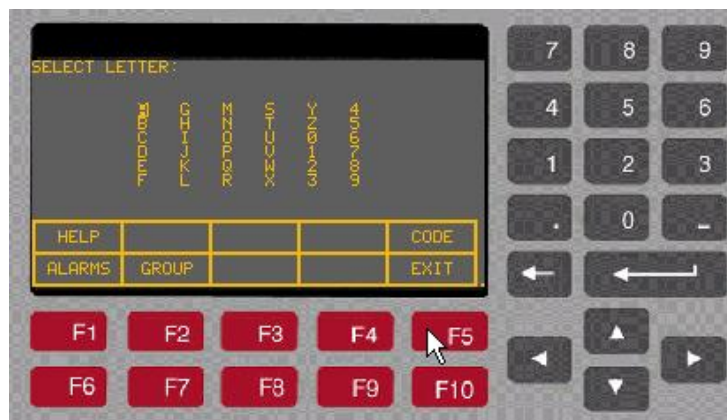 SELECT LETTER:
A G M S Y 4
B H N T Z 5
C I O U 0 6
D J P V 1 7
E K Q W 2 8
F L R X 3 9
HELP CODE
ALARMS GROUP EXIT
F1 F2 F3 F4 F5
F6 F7 F8 F9 F10
7 8 9
4 5 6
1 2 3
. 0 -